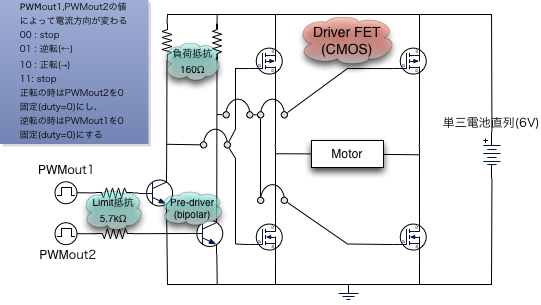 PWMout1,PWMout2の値
によって電流方向が変わる
00 : stop
01 : 逆転(←)
10 : 正転(→)
11: stop
正転の時はPWMout2を0
固定(duty=0)にし、
逆転の時はPWMout1を0
固定(duty=0)にする
負荷抵抗
160Ω
Driver FET
(CMOS)
単三電池直列(6V)
+
Motor
PWMout1
Limit抵抗
5.7kΩ
Pre-driver
(bipolar)
PWMout2